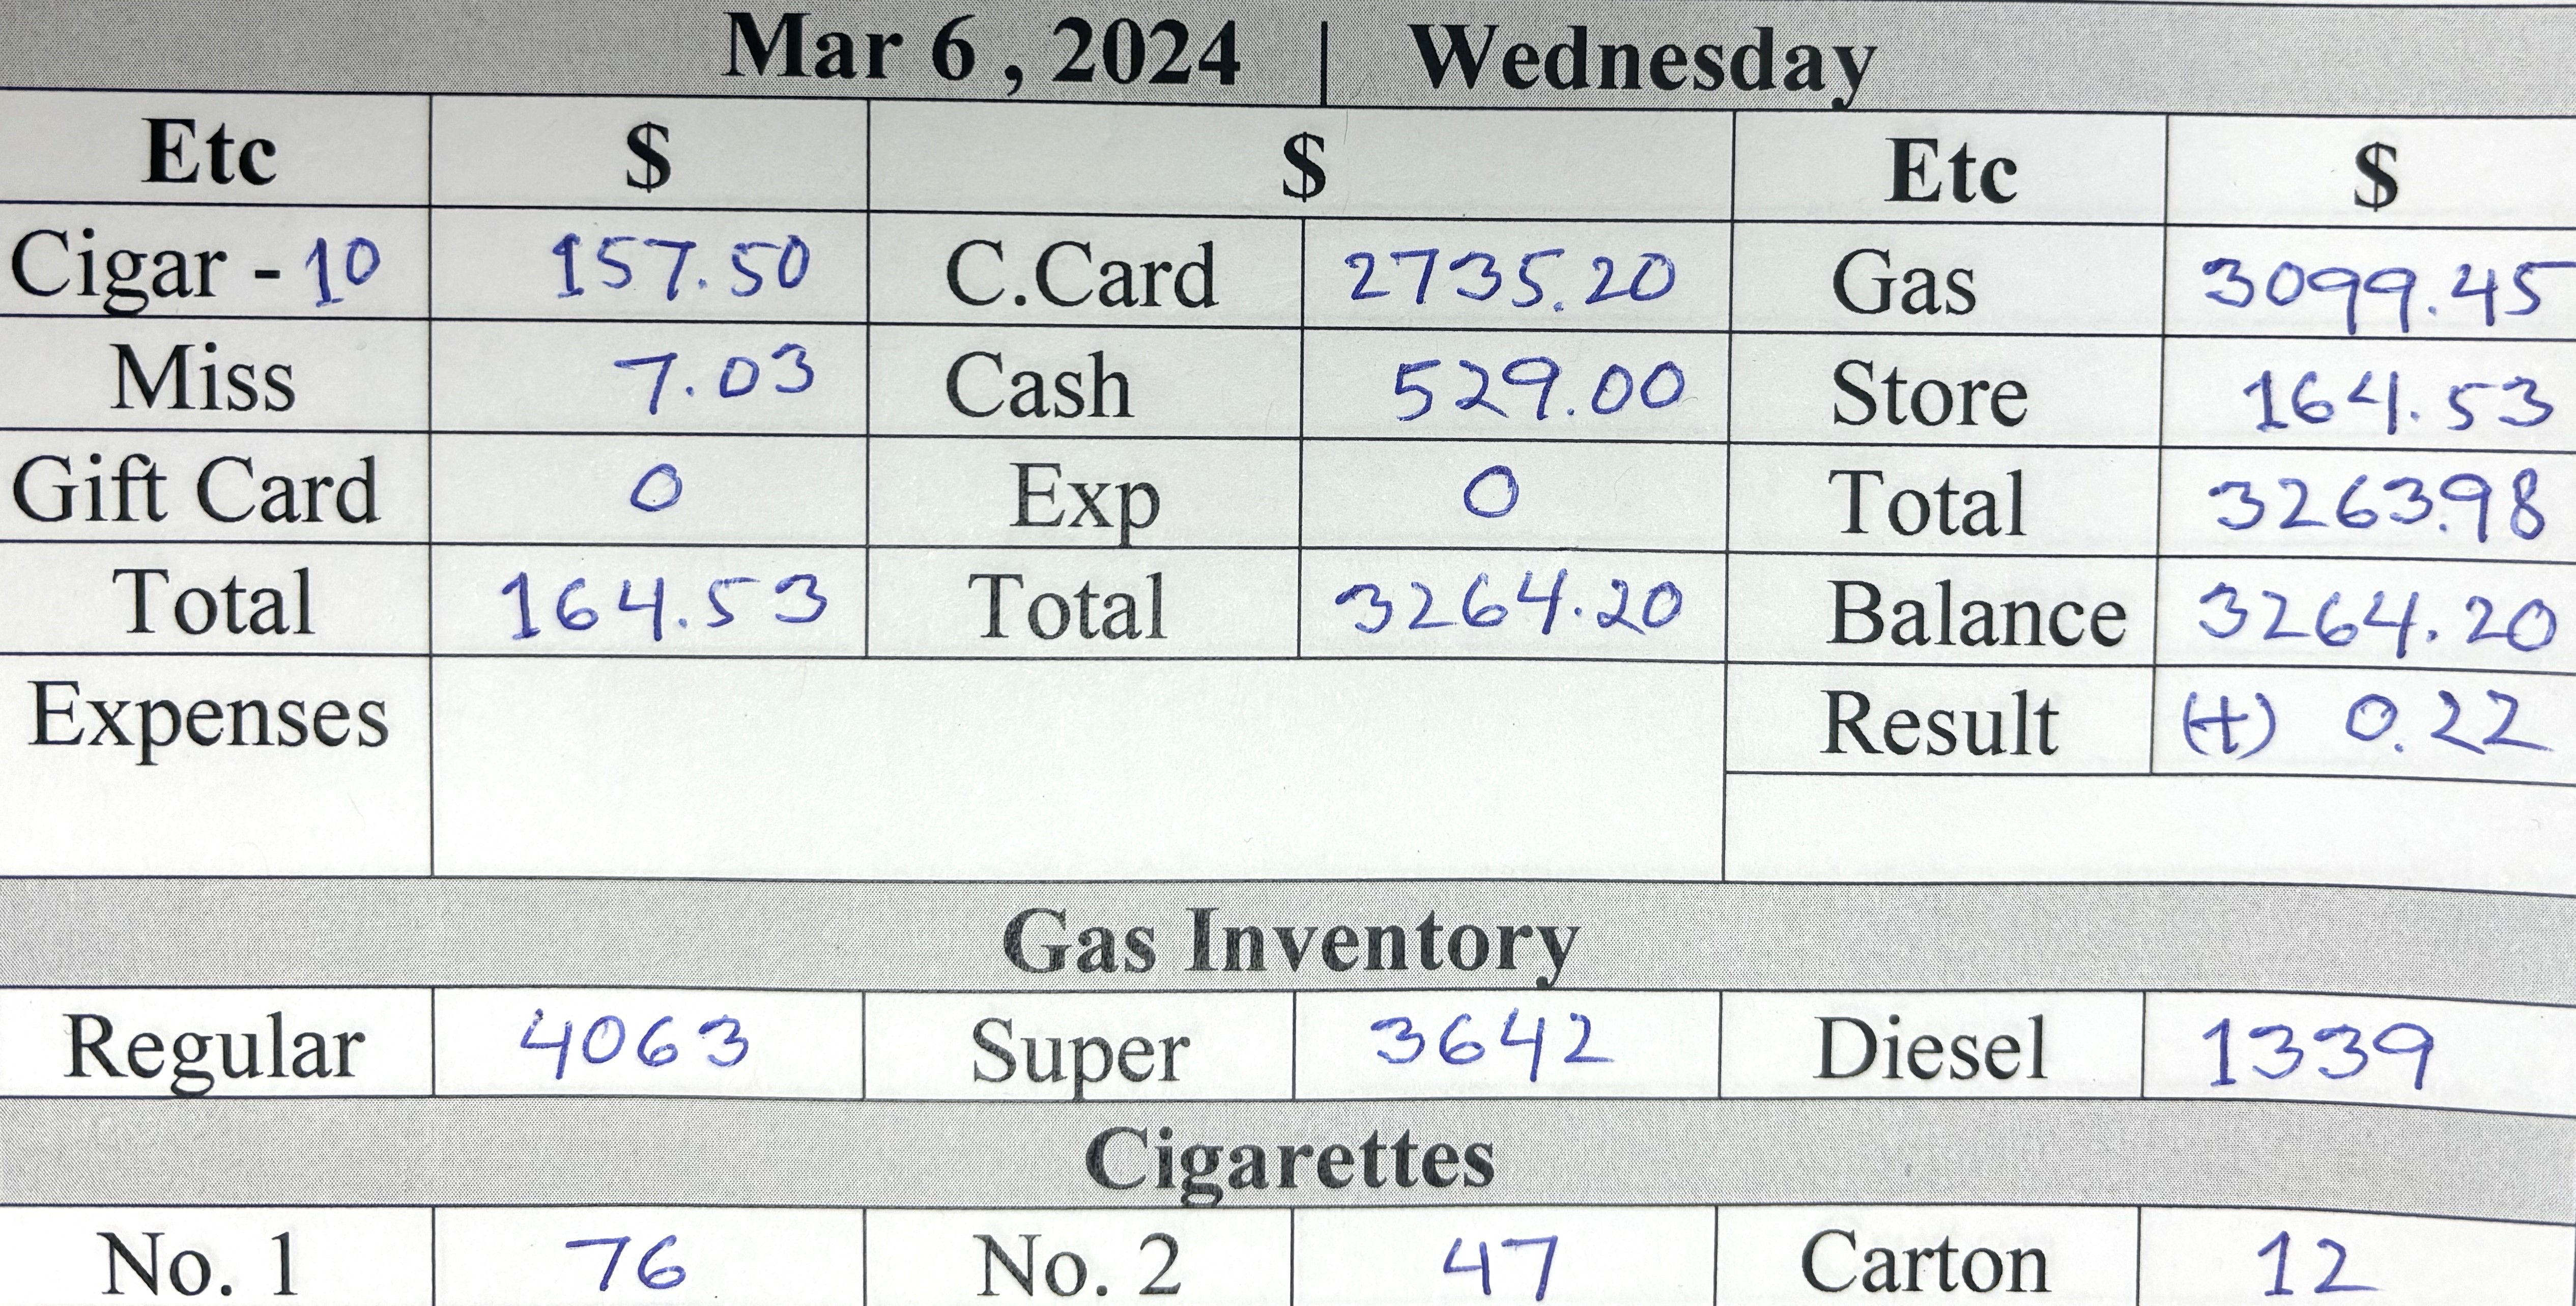 Mar 6 , 2024 | Wednesday
Etc $ $ Etc $
Cigar - 10 157.50 C.Card 2735.20 Gas 3099.45
Miss 7.03 Cash 529.00 Store 164.53
Gift Card 0 Exp 0 Total 3263.98
Total 164.53 Total 3264.20 Balance 3264.20
Expenses Result (+) 0.22
Gas Inventory
Regular 4063 Super 3642 Diesel 1339
Cigarettes
No. 1 76 No. 2 47 Carton 12